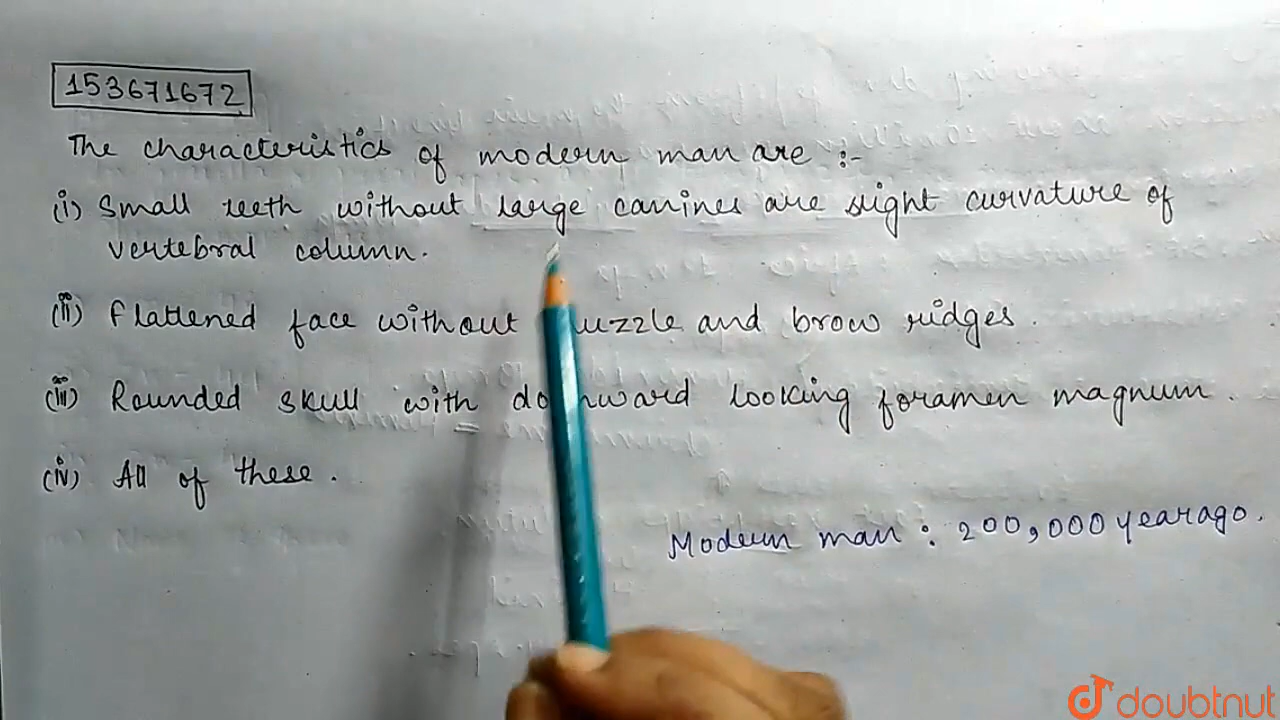 153671672
The characteristics of modern man are :-
(i) Small teeth without large canines are slight curvature of
vertebral column.
(ii) Flattened face without muzzle and brow ridges.
(iii) Rounded skull with downward looking foramen magnum.
(iv) All of these.
Modern man : 200,000 year ago.
doubtnut